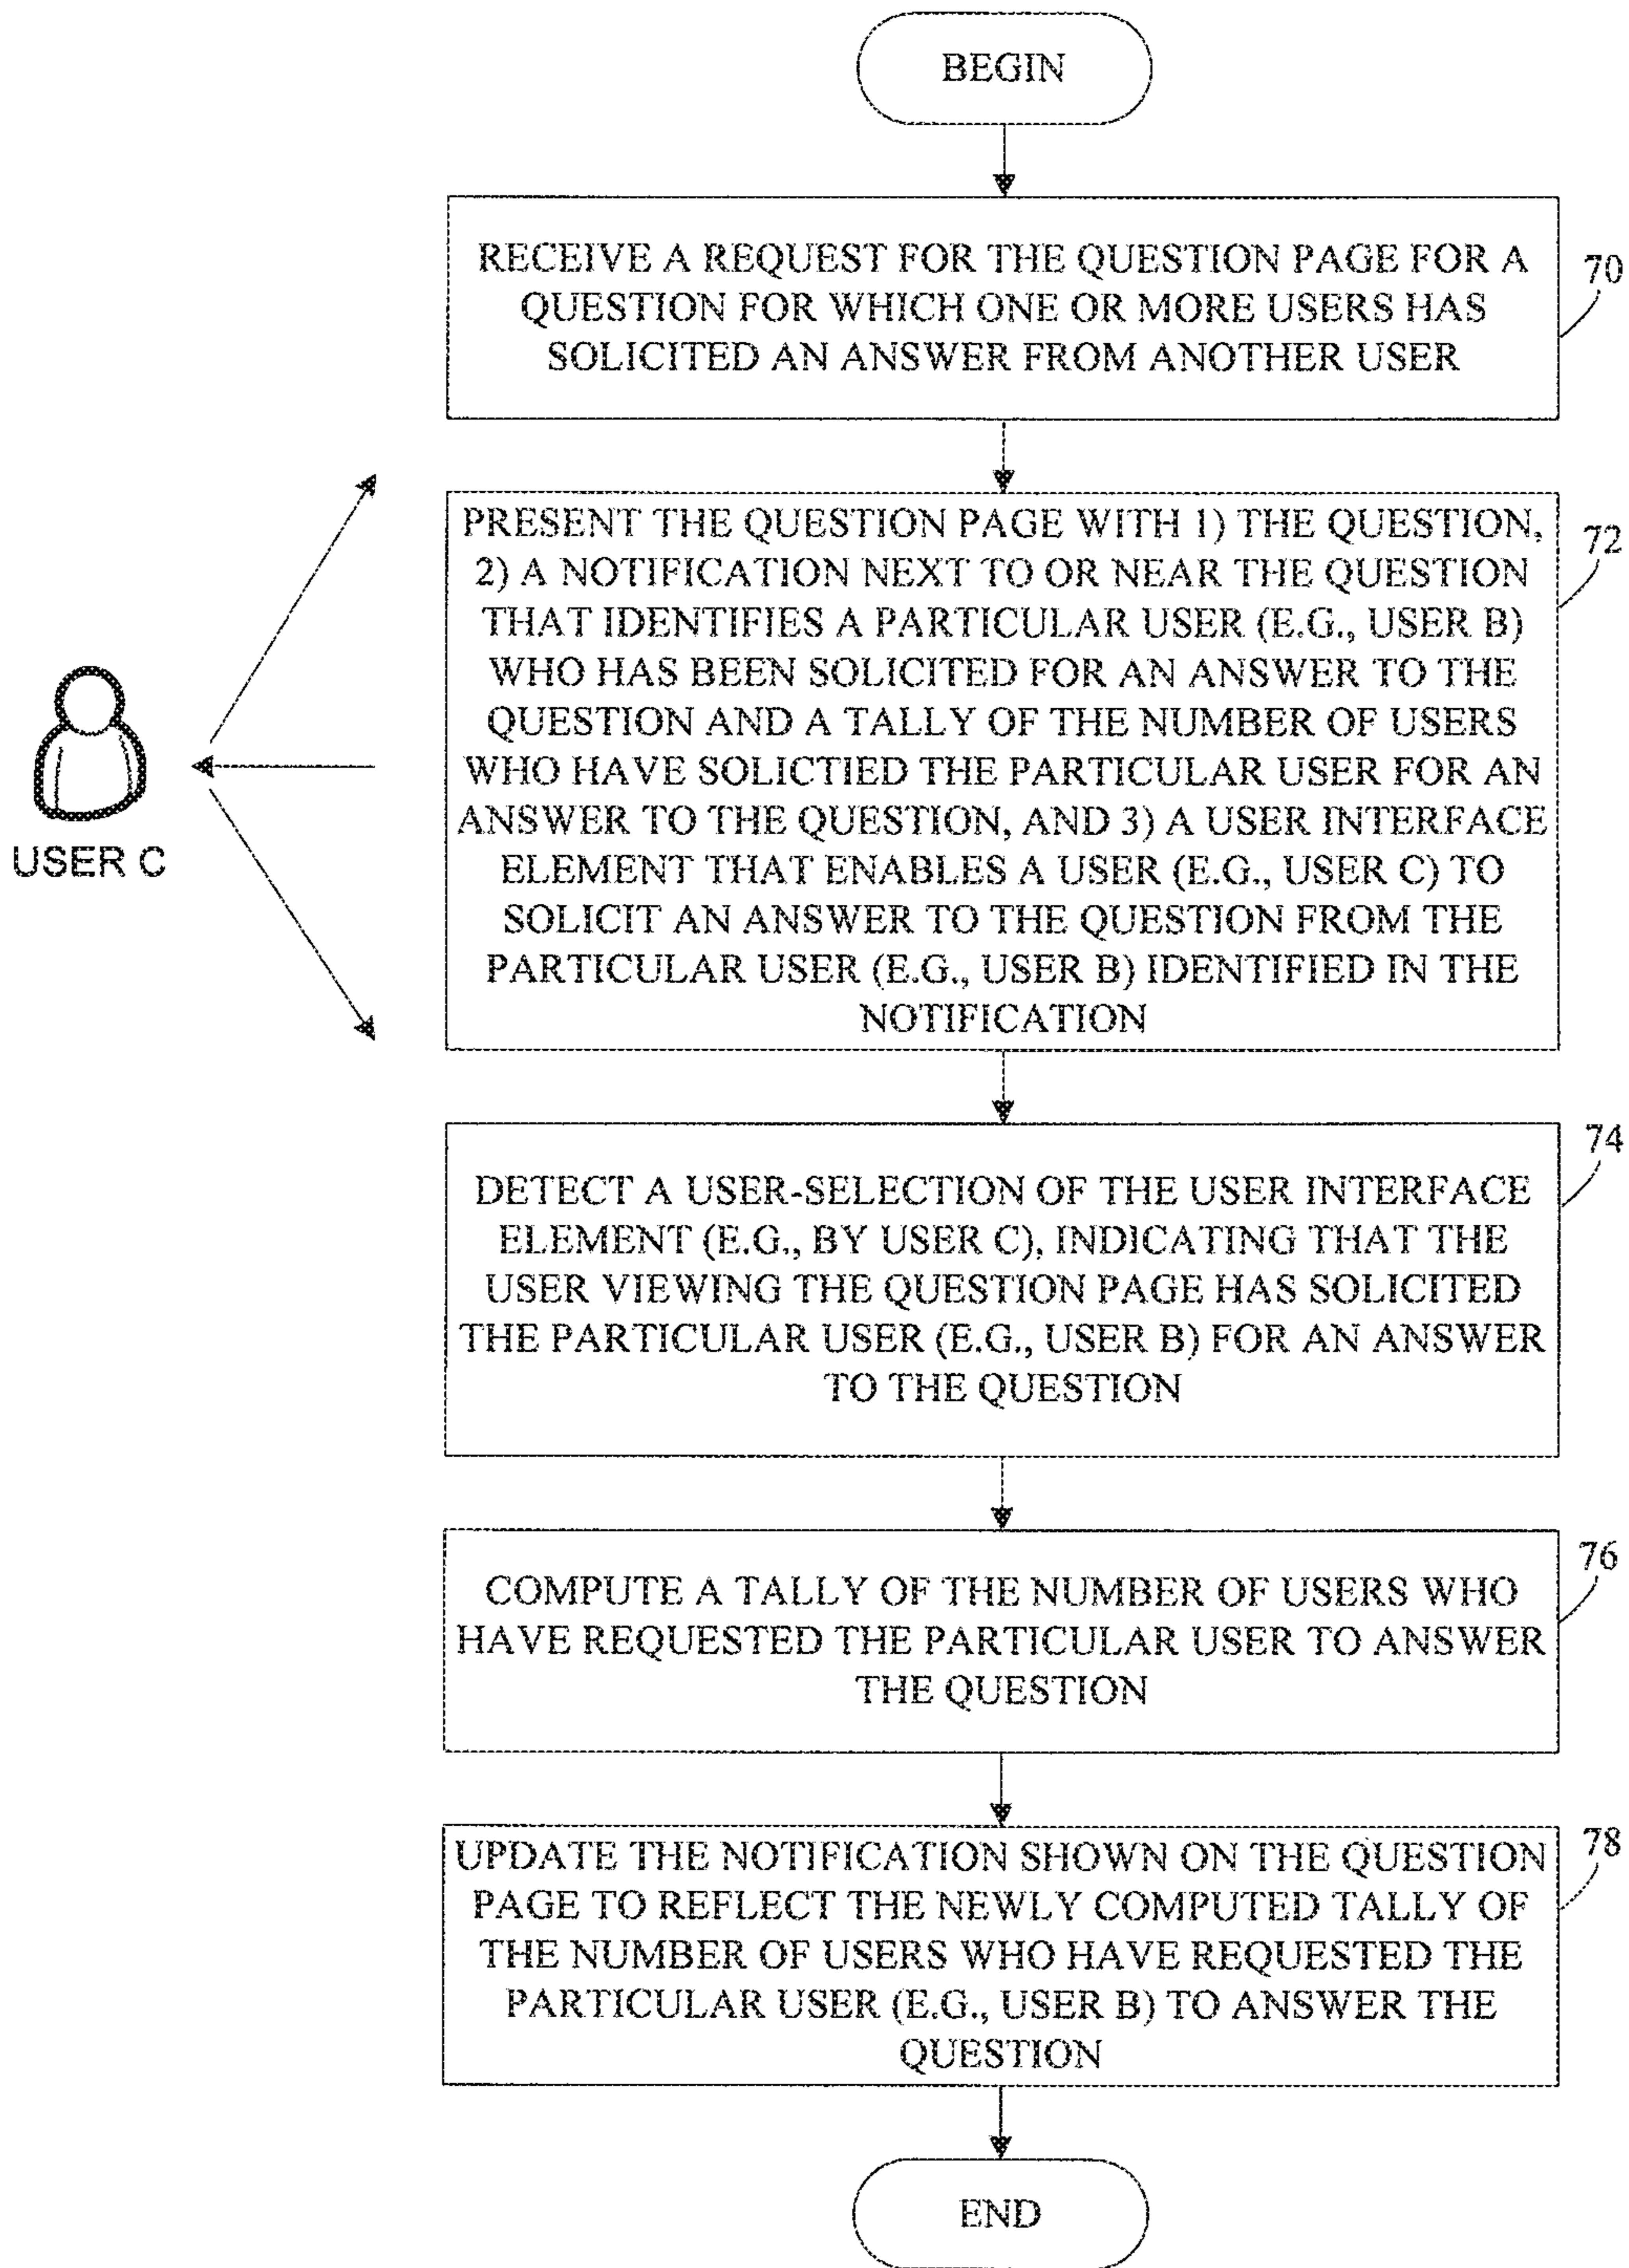 BEGIN
RECEIVE A REQUEST FOR THE QUESTION PAGE FOR A
QUESTION FOR WHICH ONE OR MORE USERS HAS
SOLICITED AN ANSWER FROM ANOTHER USER
70
PRESENT THE QUESTION PAGE WITH 1) THE QUESTION,
2) A NOTIFICATION NEXT TO OR NEAR THE QUESTION
THAT IDENTIFIES A PARTICULAR USER (E.G., USER B)
WHO HAS BEEN SOLICITED FOR AN ANSWER TO THE
QUESTION AND A TALLY OF THE NUMBER OF USERS
WHO HAVE SOLICTIED THE PARTICULAR USER FOR AN
ANSWER TO THE QUESTION, AND 3) A USER INTERFACE
ELEMENT THAT ENABLES A USER (E.G., USER C) TO
SOLICIT AN ANSWER TO THE QUESTION FROM THE
PARTICULAR USER (E.G., USER B) IDENTIFIED IN THE
NOTIFICATION
72
USER C
DETECT A USER-SELECTION OF THE USER INTERFACE
ELEMENT (E.G., BY USER C), INDICATING THAT THE
USER VIEWING THE QUESTION PAGE HAS SOLICITED
THE PARTICULAR USER (E.G., USER B) FOR AN ANSWER
TO THE QUESTION
74
COMPUTE A TALLY OF THE NUMBER OF USERS WHO
HAVE REQUESTED THE PARTICULAR USER TO ANSWER
THE QUESTION
76
UPDATE THE NOTIFICATION SHOWN ON THE QUESTION
PAGE TO REFLECT THE NEWLY COMPUTED TALLY OF
THE NUMBER OF USERS WHO HAVE REQUESTED THE
PARTICULAR USER (E.G., USER B) TO ANSWER THE
QUESTION
78
END